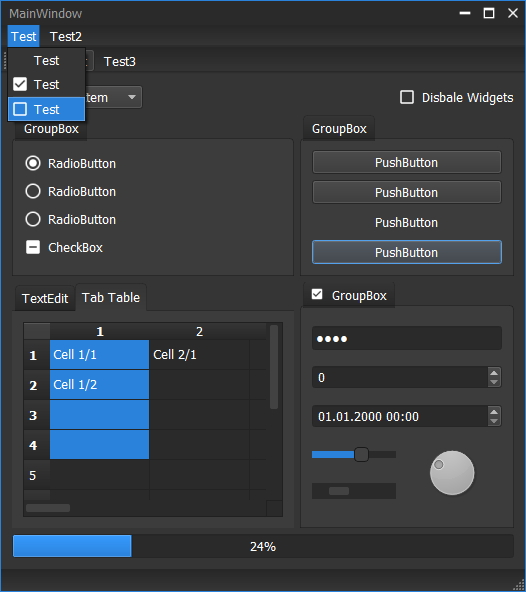 MainWindow
Test Test2
Test
Test3
Test
tem
Disbale Widgets
Test
GroupBox
GroupBox
RadioButton
PushButton
RadioButton
PushButton
RadioButton
PushButton
CheckBox
PushButton
TextEdit Tab Table
GroupBox
1 2
1 Cell 1/1 Cell 2/1
2 Cell 1/2
3
4
5
0
01.01.2000 00:00
24%